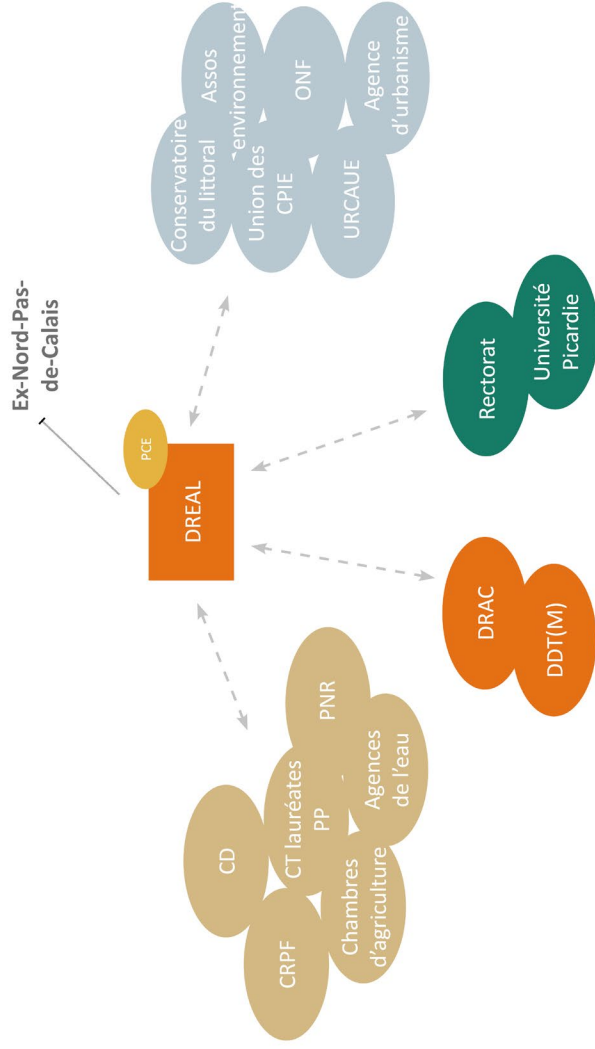 Ex-Nord-Pas-
de-Calais
PCE
DREAL
Conservatoire
du littoral
Assos
environnement
Union des
CPIE
ONF
URCAUE
Agence
d'urbanisme
CD
CRPF
CT lauréates
PP
PNR
Chambres
d'agriculture
Agences
de l'eau
DRAC
DDT(M)
Rectorat
Université
Picardie